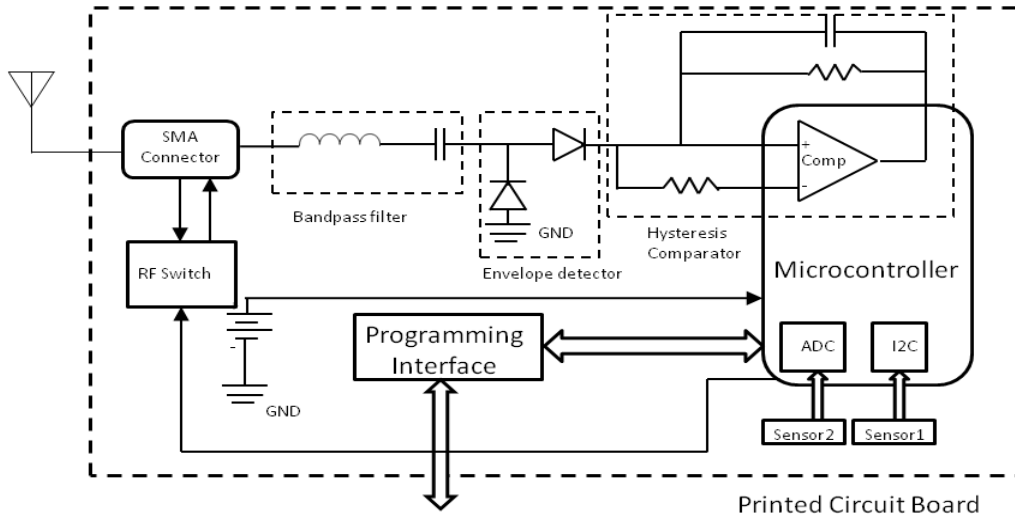 SMA
Connector
+
Comp
-
Bandpass filter
GND
Envelope detector
Hysteresis
Comparator
RF Switch
Microcontroller
Programming
Interface
-
GND
ADC
I2C
Sensor2
Sensor1
Printed Circuit Board